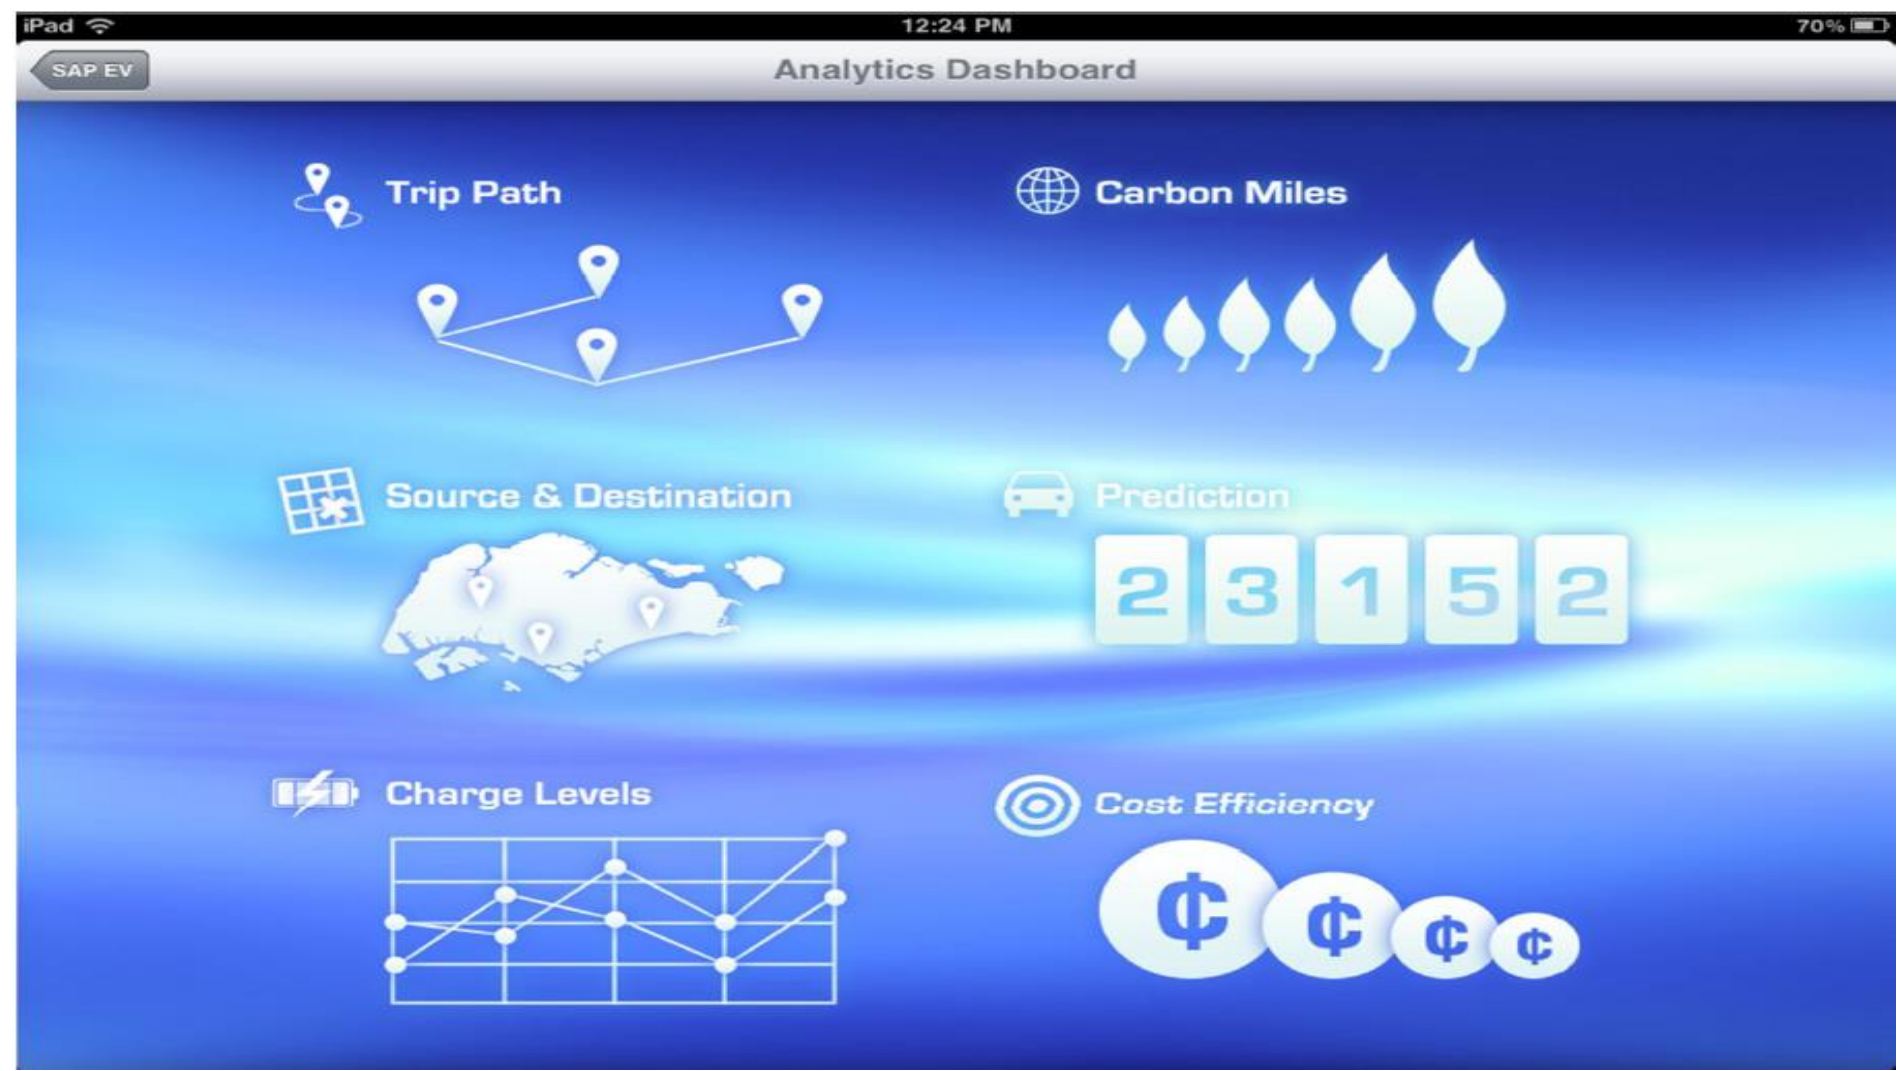 iPad
12:24 PM
70%
SAP EV
Analytics Dashboard
Trip Path
Carbon Miles
Source & Destination
Prediction
2 3 1 5 2
Charge Levels
Cost Efficiency
¢ ¢ ¢ ¢